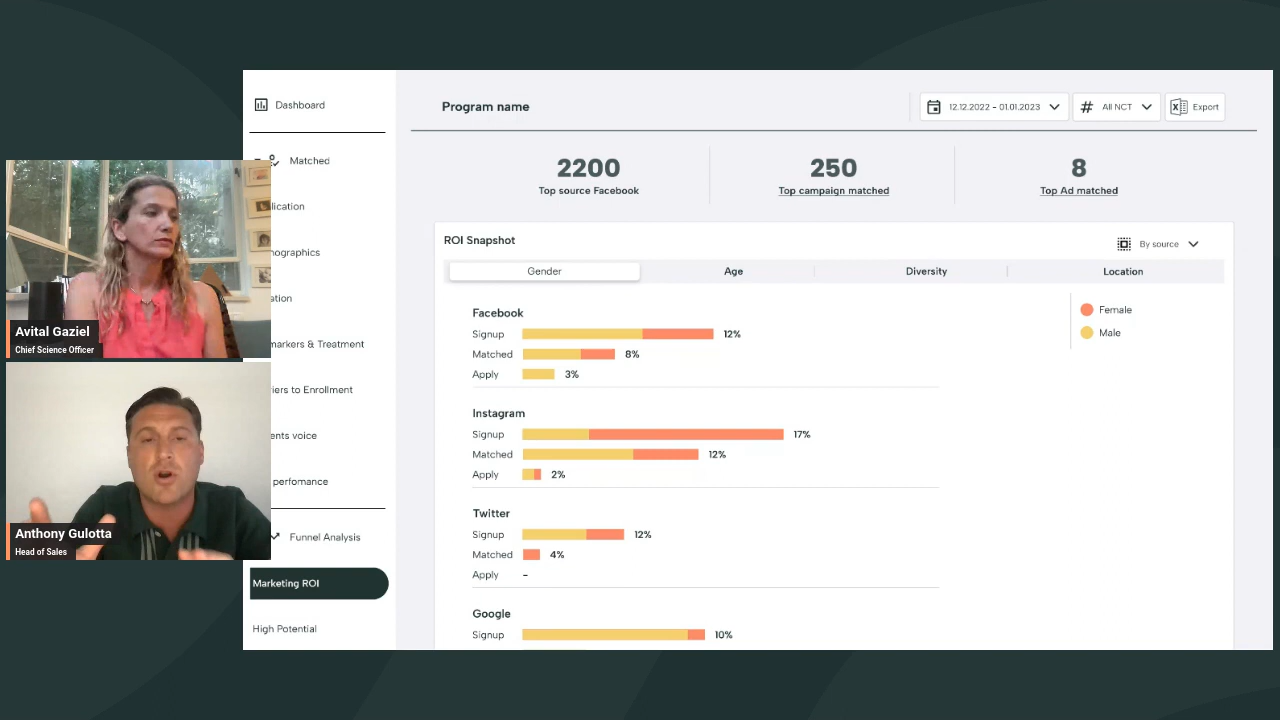 Dashboard
Matched
lication
nographics
ation
markers & Treatment
iers to Enrollment
ents voice
perfomance
Funnel Analysis
Marketing ROI
High Potential
Avital Gaziel
Chief Science Officer
Anthony Gulotta
Head of Sales
Program name
12.12.2022 - 01.01.2023
# All NCT
Export
2200
Top source Facebook
250
Top campaign matched
8
Top Ad matched
ROI Snapshot
By source
Gender Age Diversity Location
Female
Male
Facebook
Signup 12%
Matched 8%
Apply 3%
Instagram
Signup 17%
Matched 12%
Apply 2%
Twitter
Signup 12%
Matched 4%
Apply -
Google
Signup 10%